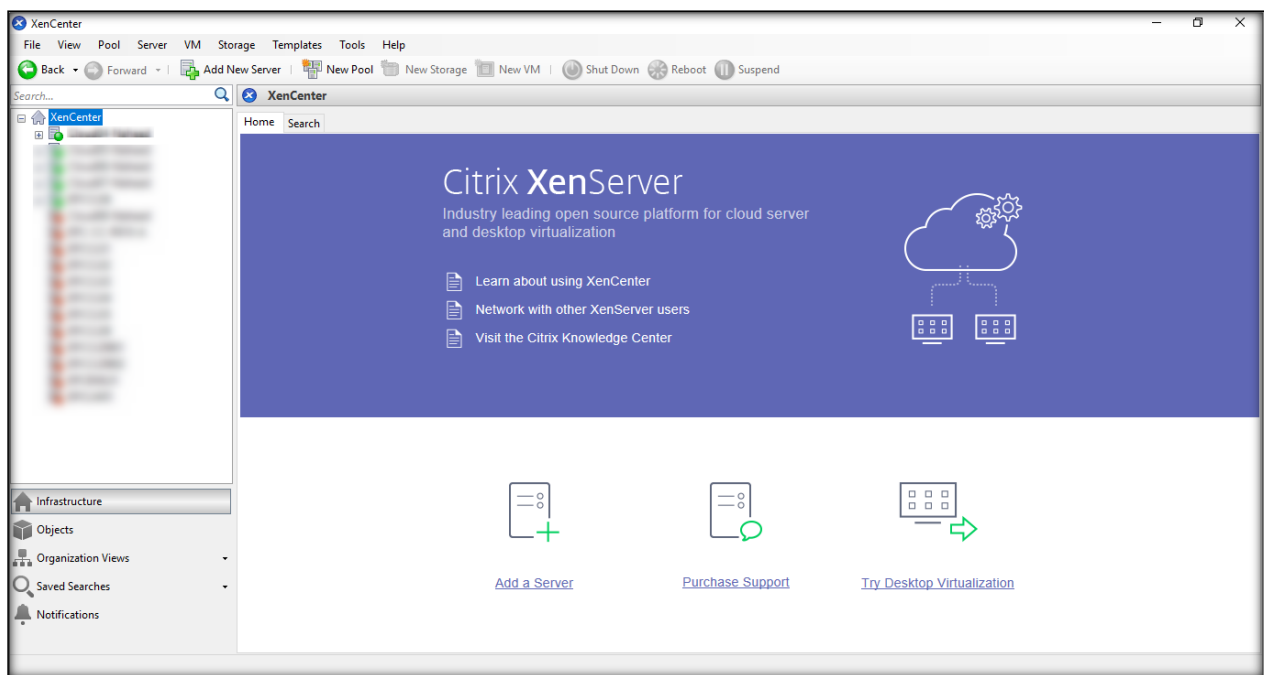 XenCenter
File View Pool Server VM Storage Templates Tools Help
Back Forward Add New Server New Pool New Storage New VM Shut Down Reboot Suspend
Search...
XenCenter
XenCenter
Home Search
Citrix XenServer
Industry leading open source platform for cloud server
and desktop virtualization
Learn about using XenCenter
Network with other XenServer users
Visit the Citrix Knowledge Center
Infrastructure
Objects
Organization Views
Saved Searches
Notifications
Add a Server
Purchase Support
Try Desktop Virtualization